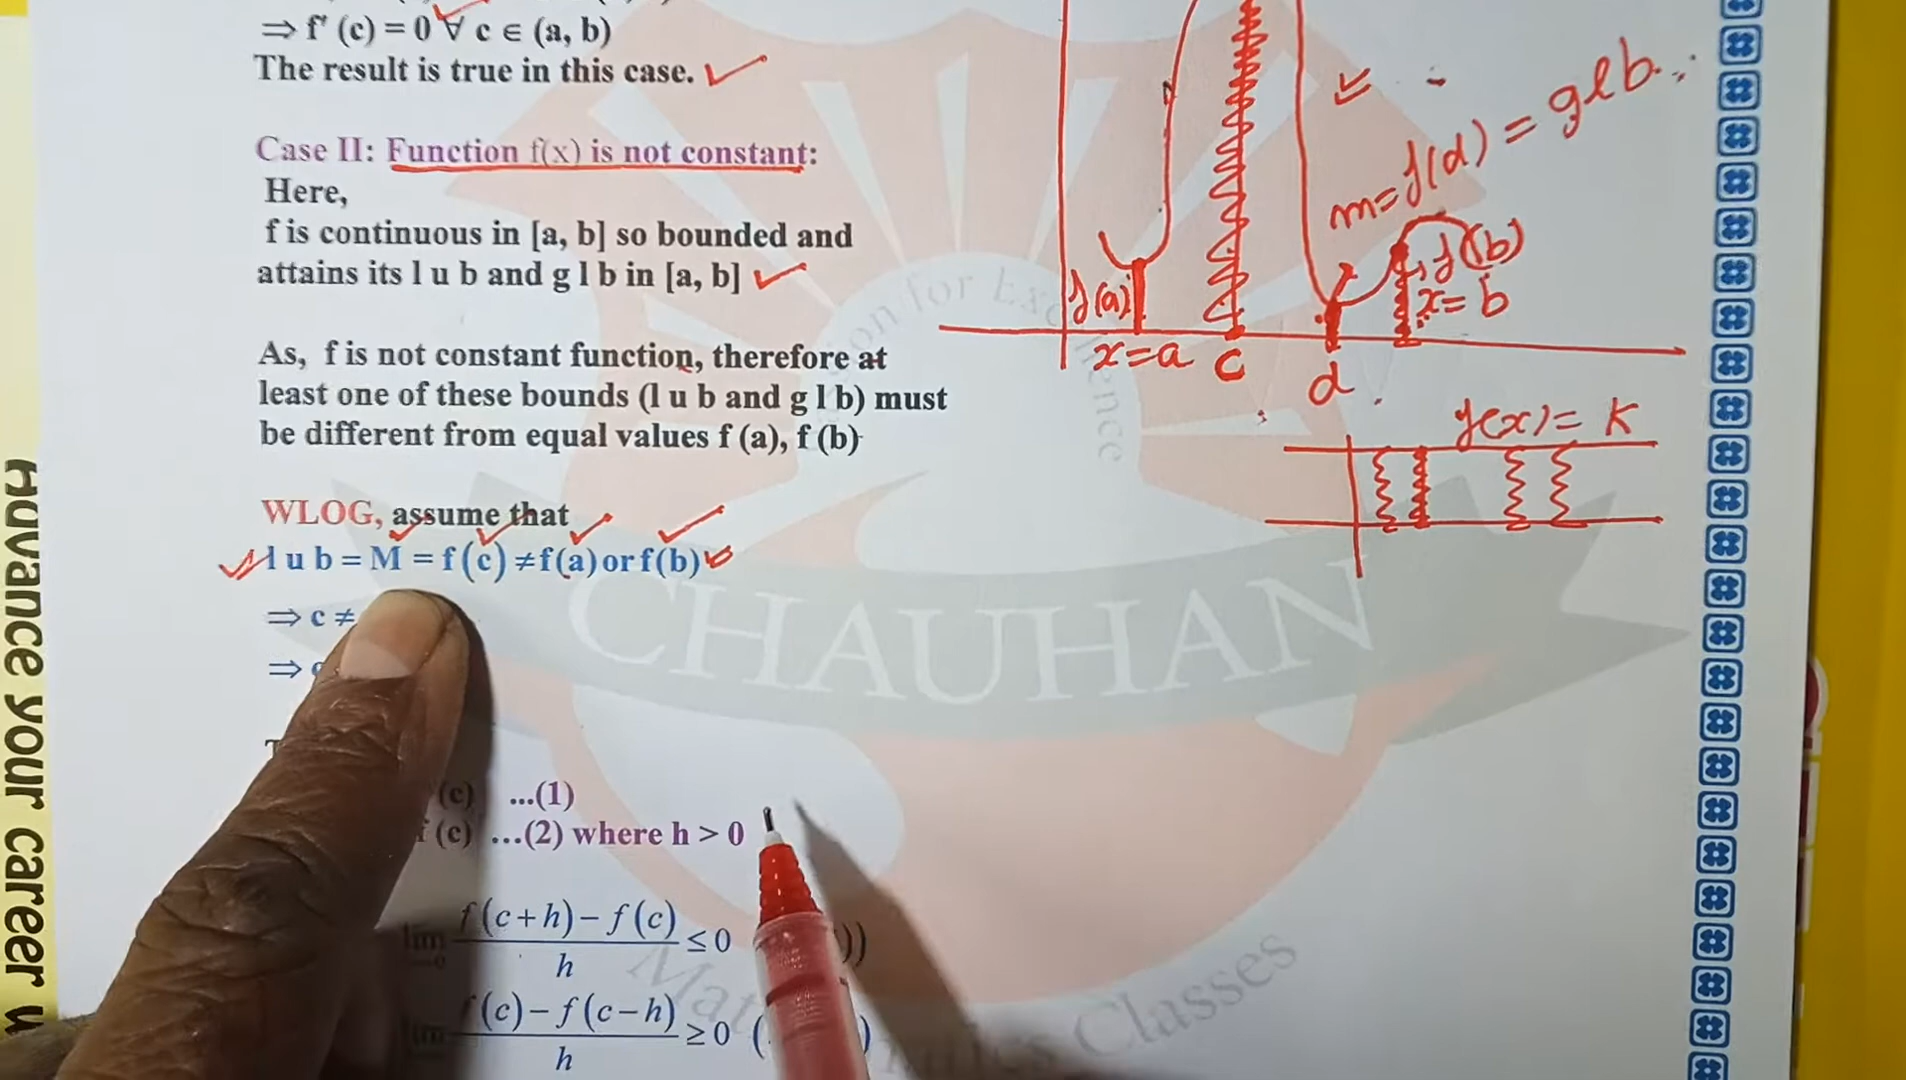 ⇒ f' (c) = 0 ∀ c ∈ (a, b)
The result is true in this case.
Case II: Function f(x) is not constant:
Here,
f is continuous in [a, b] so bounded and
attains its l u b and g l b in [a, b]
As, f is not constant function, therefore at
least one of these bounds (l u b and g l b) must
be different from equal values f (a), f (b)
WLOG, assume that
l u b = M = f(c) ≠ f(a) or f(b)
⇒ c ≠
⇒
(c) ...(1)
f (c) ...(2) where h > 0
lim f(c+h) − f(c) / h ≤ 0
))
lim f(c) − f(c−h) / h ≥ 0 ( )
m = f(d) = glb
f(a)
f(b)
x = b
x = a
c
d
f(x) = K
CHAUHAN
Classes
Advance your career w